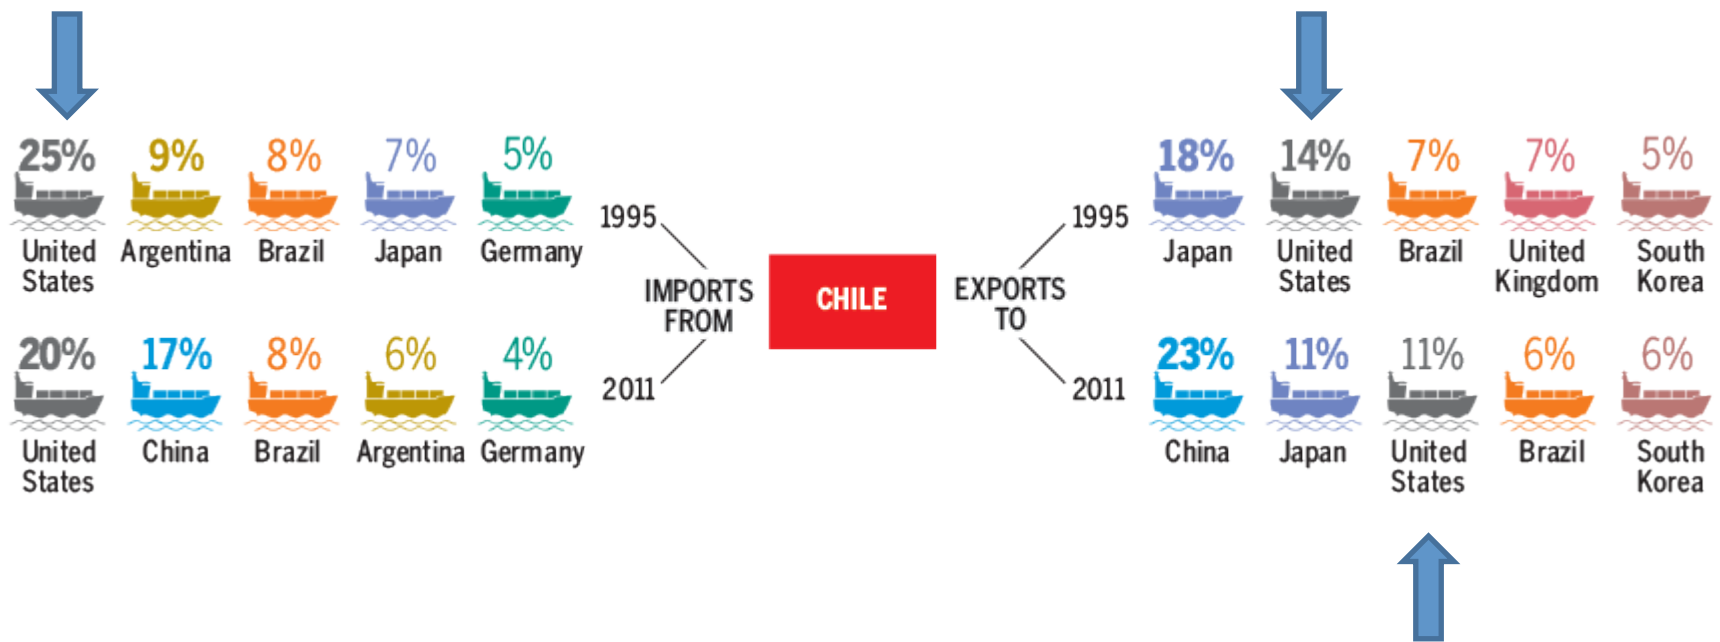 25% 9% 8% 7% 5%
United States Argentina Brazil Japan Germany
1995
IMPORTS FROM
20% 17% 8% 6% 4%
United States China Brazil Argentina Germany
2011
CHILE
EXPORTS TO
1995
18% 14% 7% 7% 5%
Japan United States Brazil United Kingdom South Korea
2011
23% 11% 11% 6% 6%
China Japan United States Brazil South Korea